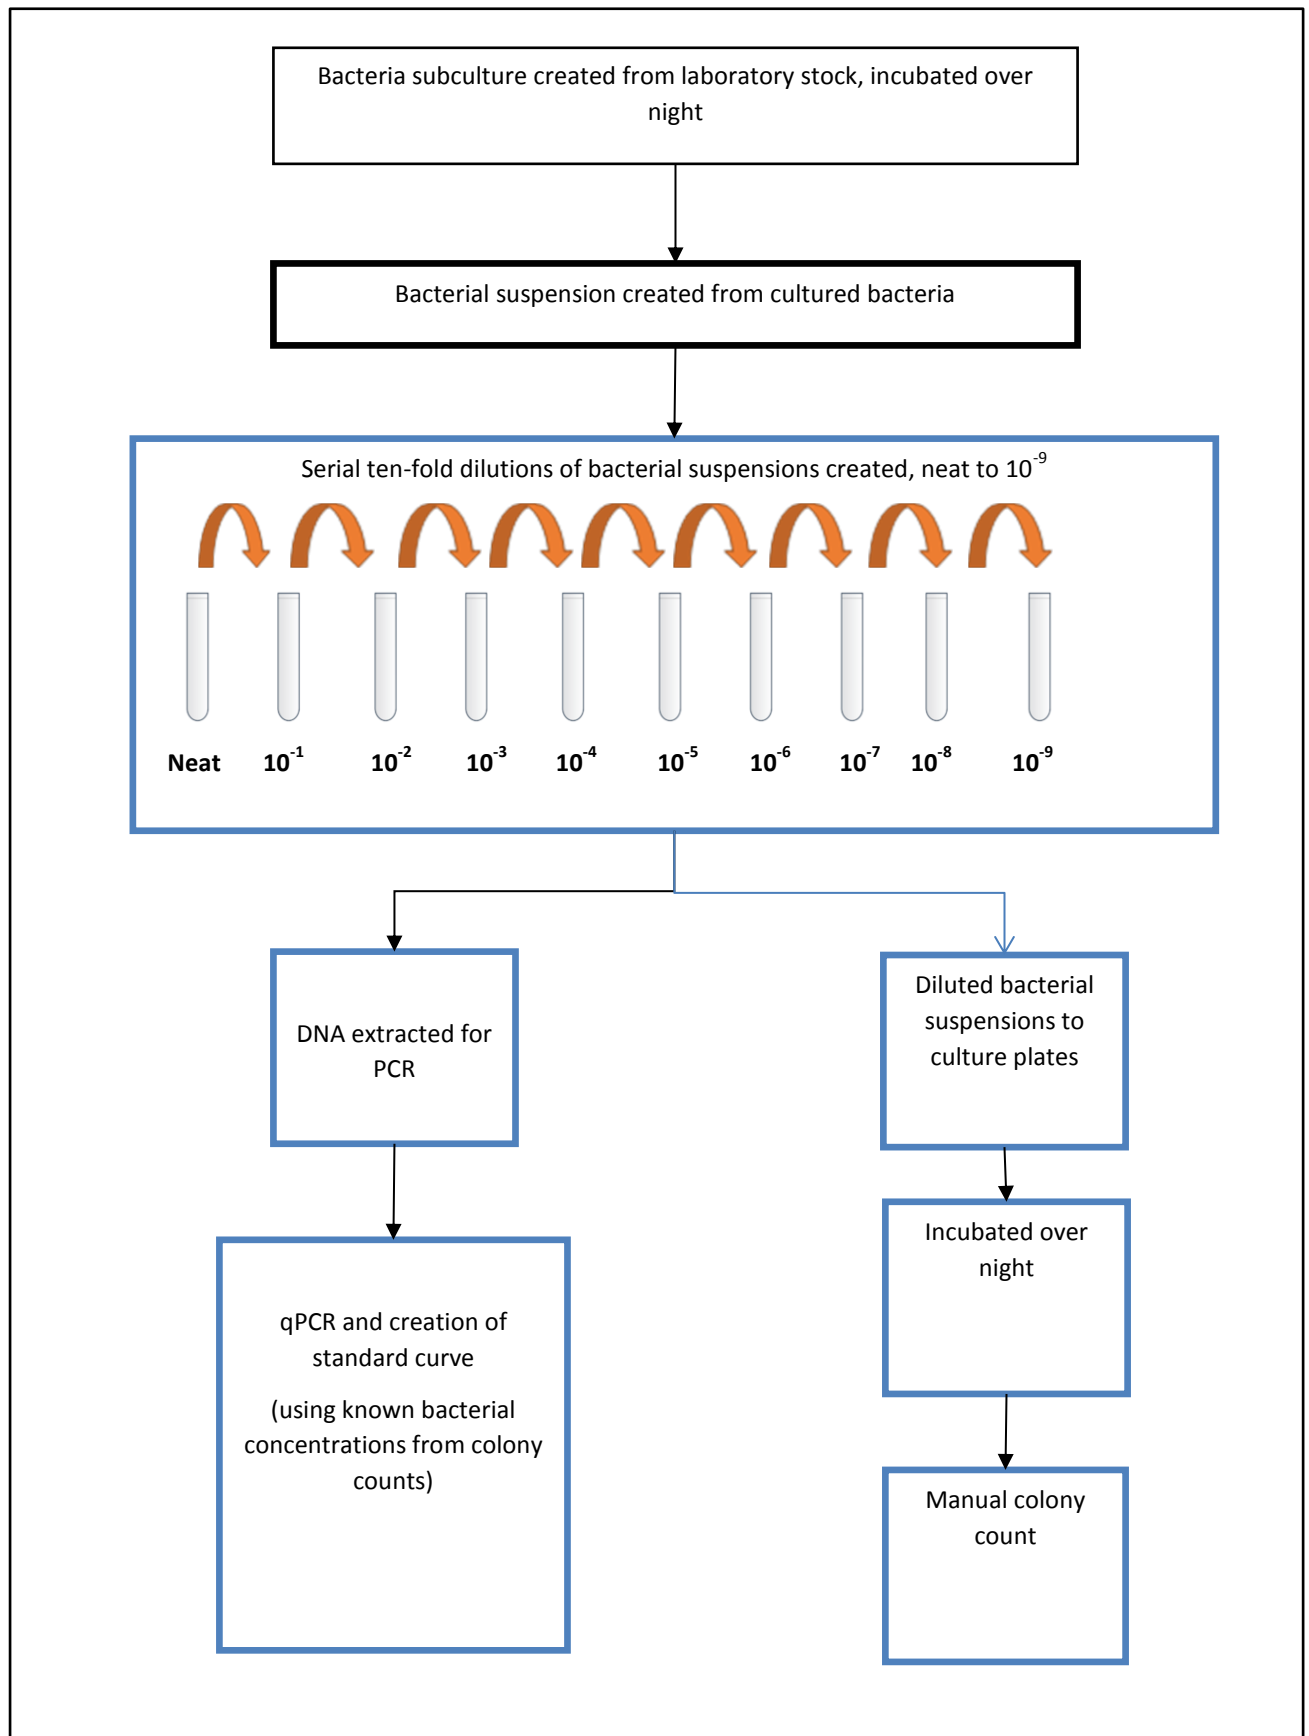 Bacteria subculture created from laboratory stock, incubated over
night
Bacterial suspension created from cultured bacteria
Serial ten-fold dilutions of bacterial suspensions created, neat to 10⁻⁹
Neat 10⁻¹ 10⁻² 10⁻³ 10⁻⁴ 10⁻⁵ 10⁻⁶ 10⁻⁷ 10⁻⁸ 10⁻⁹
DNA extracted for
PCR
qPCR and creation of
standard curve
(using known bacterial
concentrations from colony
counts)
Diluted bacterial
suspensions to
culture plates
Incubated over
night
Manual colony
count